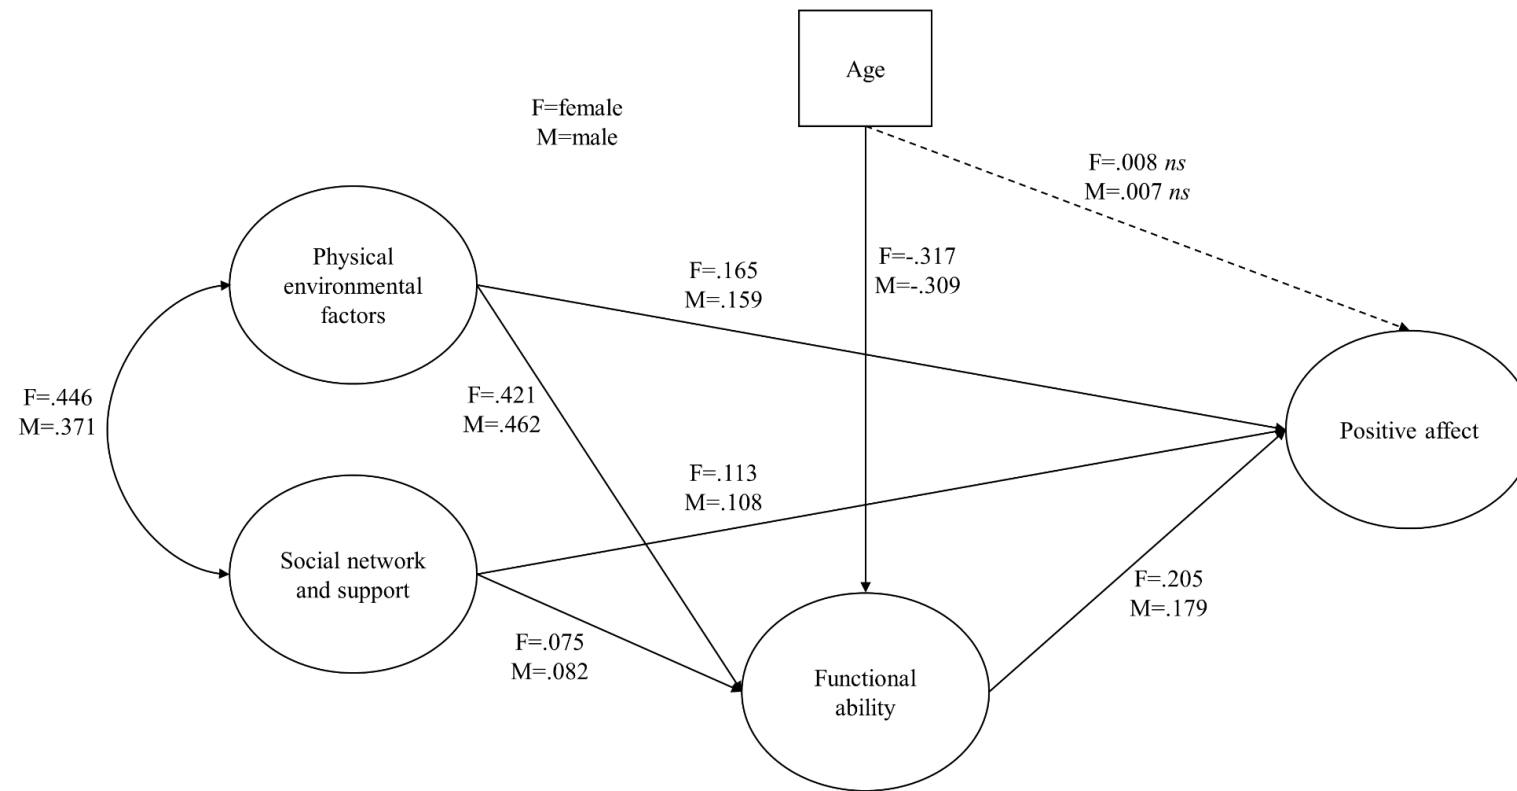 Age
F=female
M=male
F=.008 ns
M=.007 ns
Physical
environmental
factors
F=.165
M=.159
F=-.317
M=-.309
F=.446
M=.371
F=.421
M=.462
Positive affect
F=.113
M=.108
Social network
and support
F=.205
M=.179
F=.075
M=.082
Functional
ability